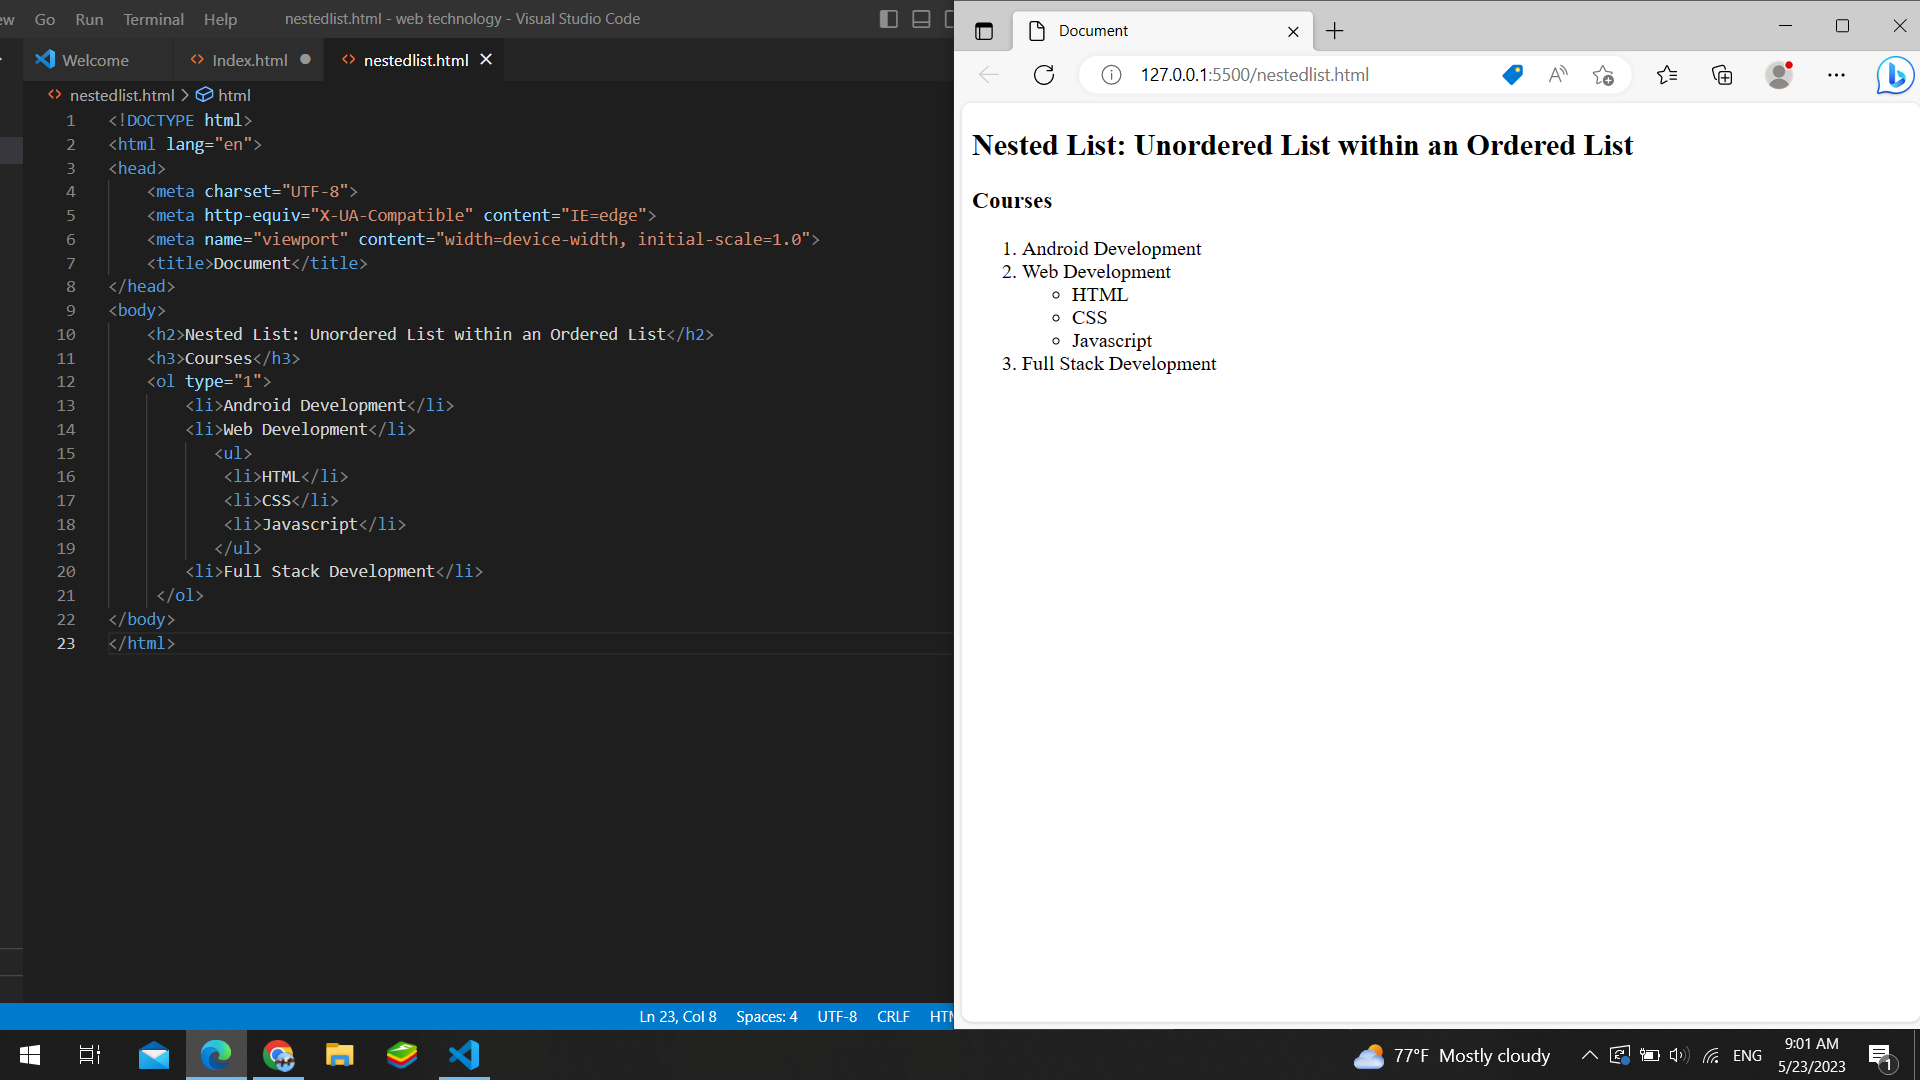 ew Go Run Terminal Help nestedlist.html - web technology - Visual Studio Code
Welcome Index.html nestedlist.html
nestedlist.html > html
1 <!DOCTYPE html>
2 <html lang="en">
3 <head>
4 <meta charset="UTF-8">
5 <meta http-equiv="X-UA-Compatible" content="IE=edge">
6 <meta name="viewport" content="width=device-width, initial-scale=1.0">
7 <title>Document</title>
8 </head>
9 <body>
10 <h2>Nested List: Unordered List within an Ordered List</h2>
11 <h3>Courses</h3>
12 <ol type="1">
13 <li>Android Development</li>
14 <li>Web Development</li>
15 <ul>
16 <li>HTML</li>
17 <li>CSS</li>
18 <li>Javascript</li>
19 </ul>
20 <li>Full Stack Development</li>
21 </ol>
22 </body>
23 </html>
Ln 23, Col 8 Spaces: 4 UTF-8 CRLF HTM
Document
127.0.0.1:5500/nestedlist.html
Nested List: Unordered List within an Ordered List
Courses
1. Android Development
2. Web Development
HTML
CSS
Javascript
3. Full Stack Development
77°F Mostly cloudy ENG 9:01 AM
5/23/2023 1